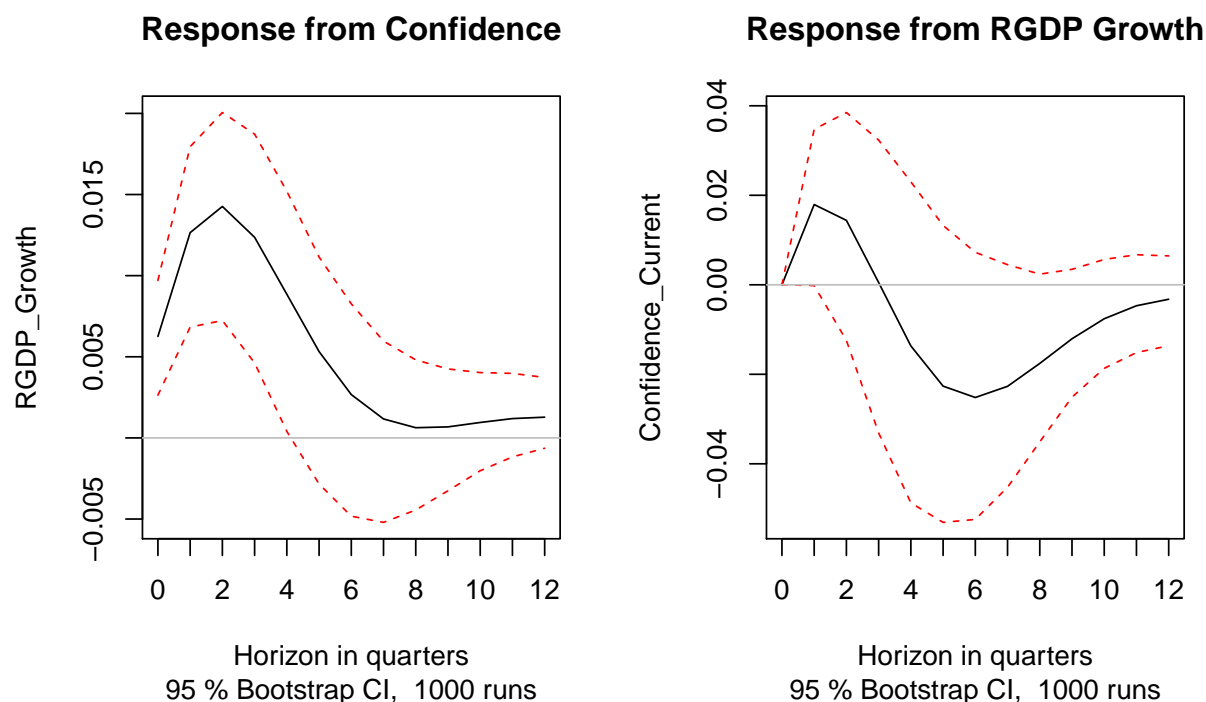 Response from Confidence
RGDP_Growth
0.015
0.005
−0.005
0 2 4 6 8 10 12
Horizon in quarters
95 % Bootstrap CI,  1000 runs
Response from RGDP Growth
Confidence_Current
0.04
0.02
0.00
−0.04
0 2 4 6 8 10 12
Horizon in quarters
95 % Bootstrap CI,  1000 runs